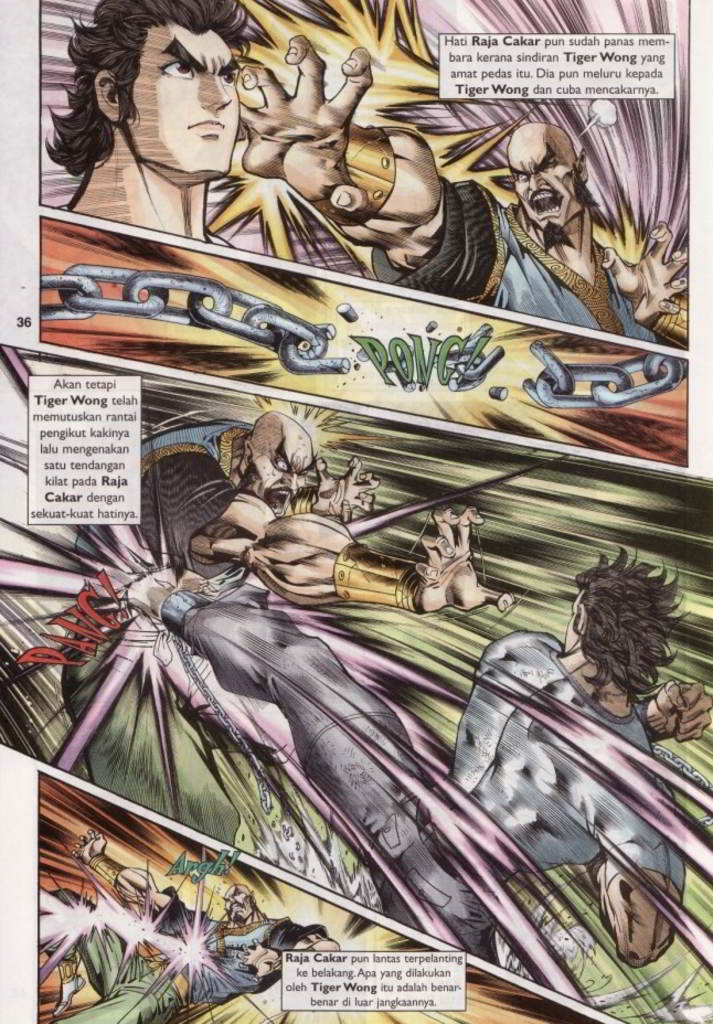 Hati Raja Cakar pun sudah panas mem-
bara kerana sindiran Tiger Wong yang
amat pedas itu. Dia pun meluru kepada
Tiger Wong dan cuba mencakarnya.
36
PONG!
Akan tetapi
Tiger Wong telah
memutuskan rantai
pengikut kakinya
lalu mengenakan
satu tendangan
kilat pada Raja
Cakar dengan
sekuat-kuat hatinya.
PANG!
Argh!
Raja Cakar pun lantas terpelanting
ke belakang. Apa yang dilakukan
oleh Tiger Wong itu adalah benar-
benar di luar jangkaannya.